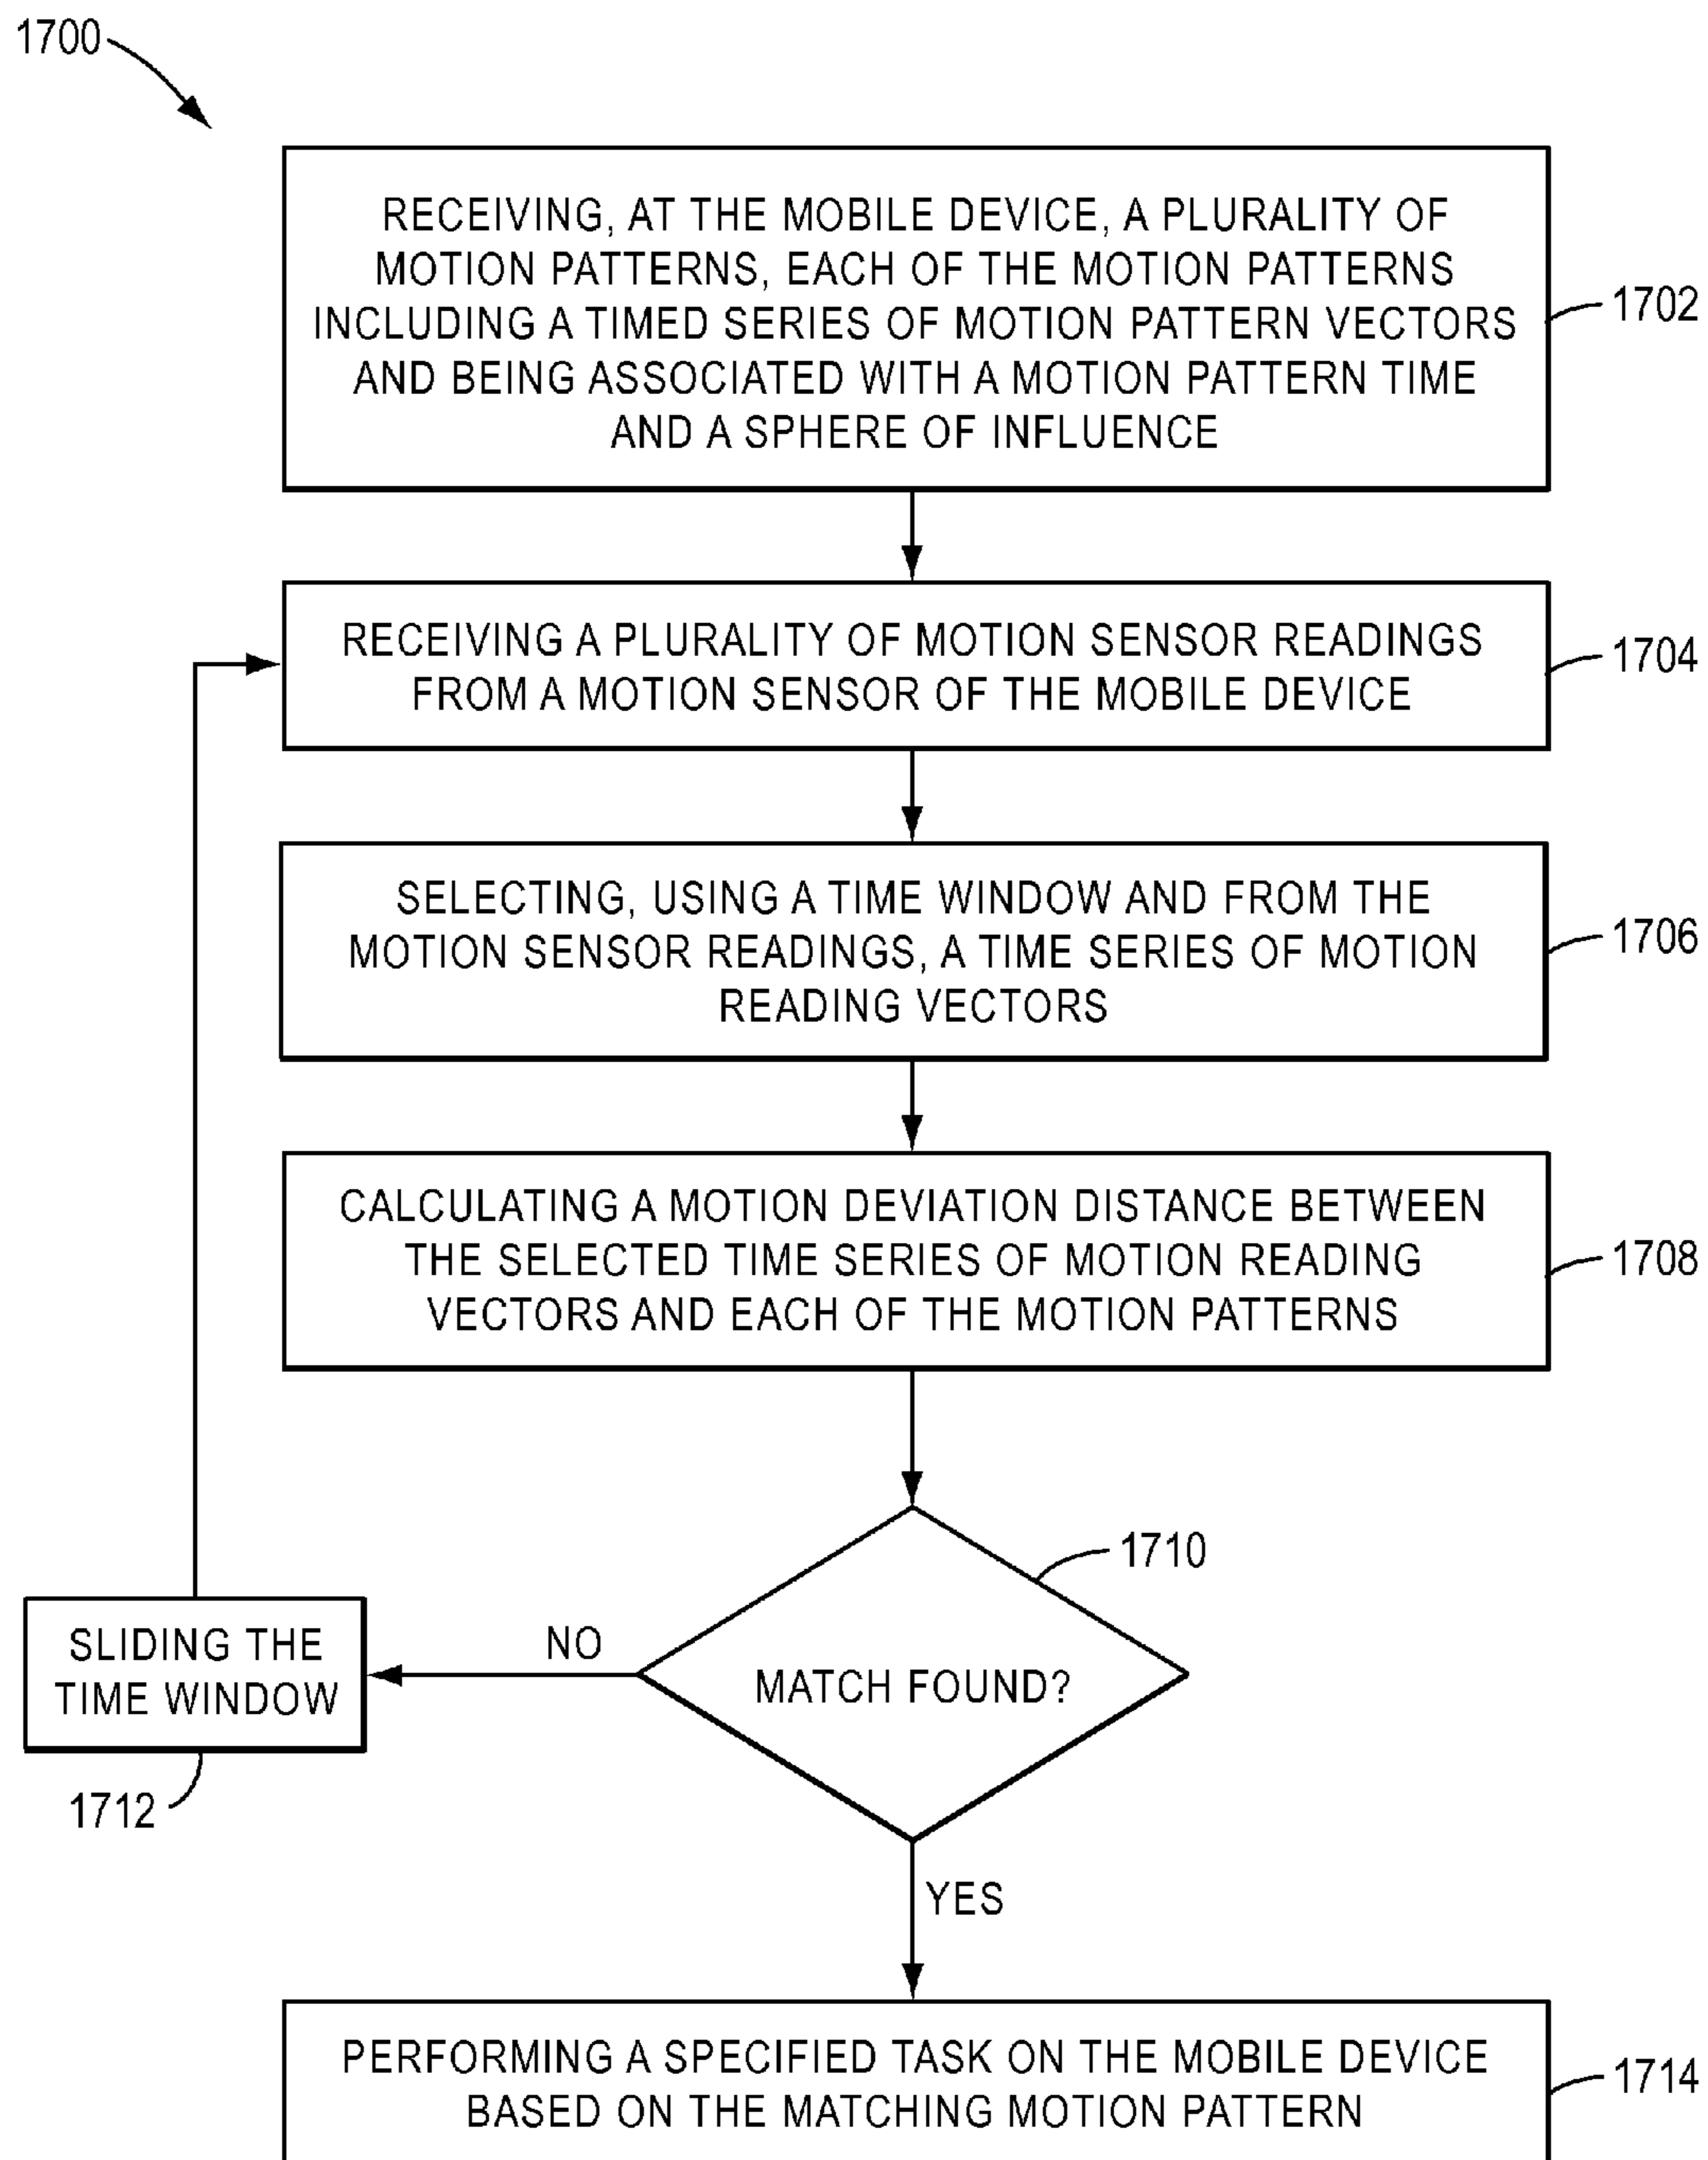 1700
RECEIVING, AT THE MOBILE DEVICE, A PLURALITY OF
MOTION PATTERNS, EACH OF THE MOTION PATTERNS
INCLUDING A TIMED SERIES OF MOTION PATTERN VECTORS
AND BEING ASSOCIATED WITH A MOTION PATTERN TIME
AND A SPHERE OF INFLUENCE
1702
RECEIVING A PLURALITY OF MOTION SENSOR READINGS
FROM A MOTION SENSOR OF THE MOBILE DEVICE
1704
SELECTING, USING A TIME WINDOW AND FROM THE
MOTION SENSOR READINGS, A TIME SERIES OF MOTION
READING VECTORS
1706
CALCULATING A MOTION DEVIATION DISTANCE BETWEEN
THE SELECTED TIME SERIES OF MOTION READING
VECTORS AND EACH OF THE MOTION PATTERNS
1708
1710
MATCH FOUND?
NO
SLIDING THE
TIME WINDOW
1712
YES
PERFORMING A SPECIFIED TASK ON THE MOBILE DEVICE
BASED ON THE MATCHING MOTION PATTERN
1714